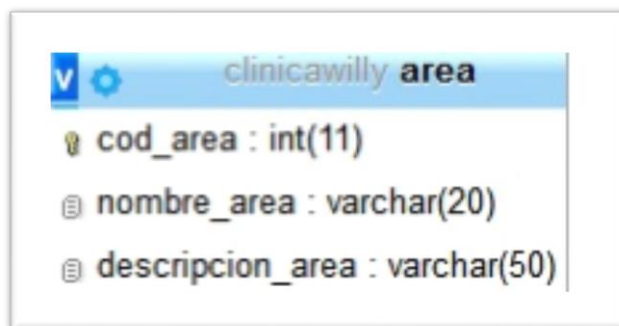 v clinicawilly area
cod_area : int(11)
nombre_area : varchar(20)
descripcion_area : varchar(50)